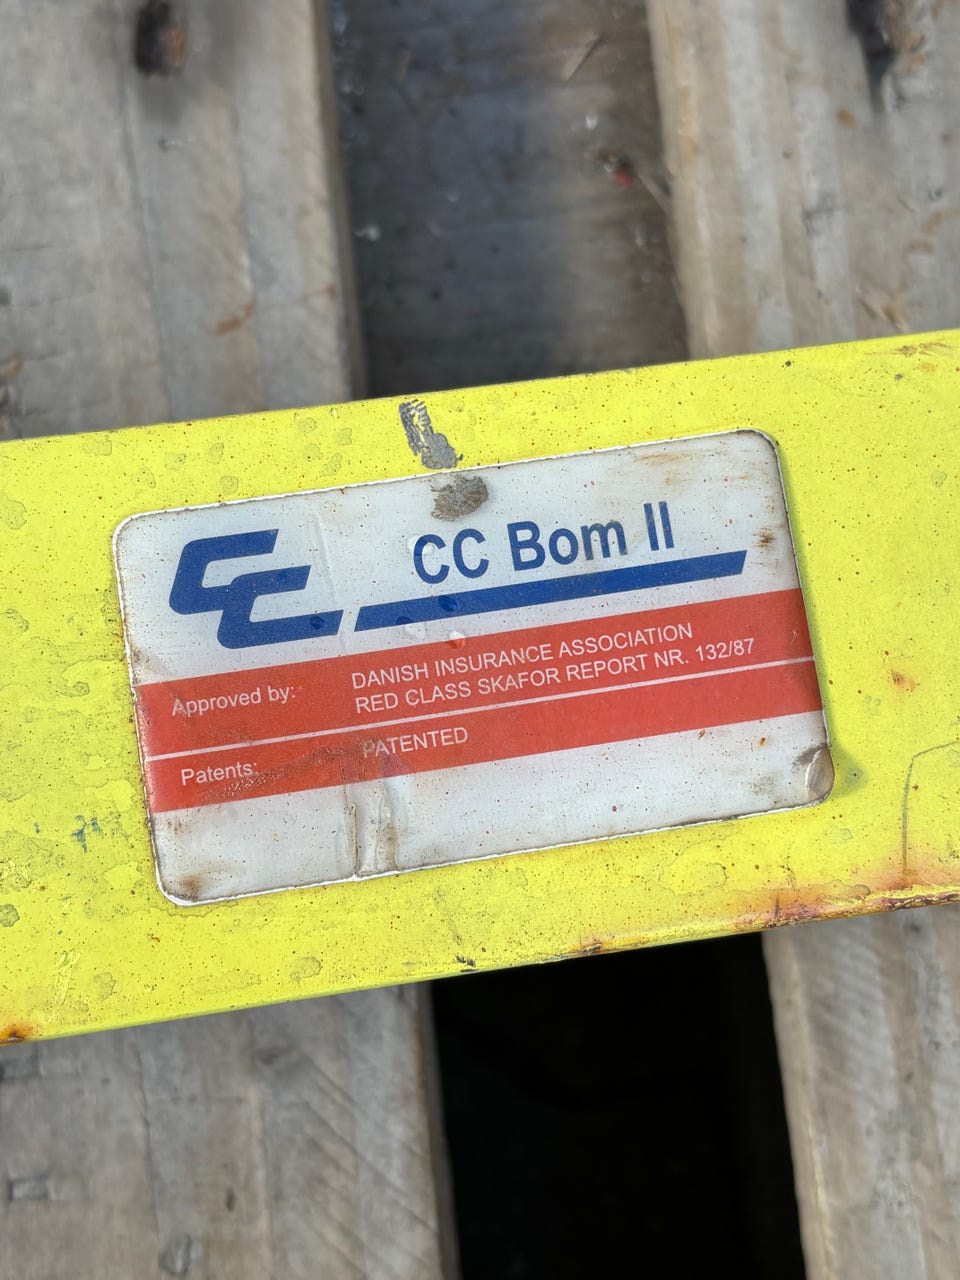 CC
CC Bom II
Approved by: DANISH INSURANCE ASSOCIATION
RED CLASS SKAFOR REPORT NR. 132/87
Patents: PATENTED